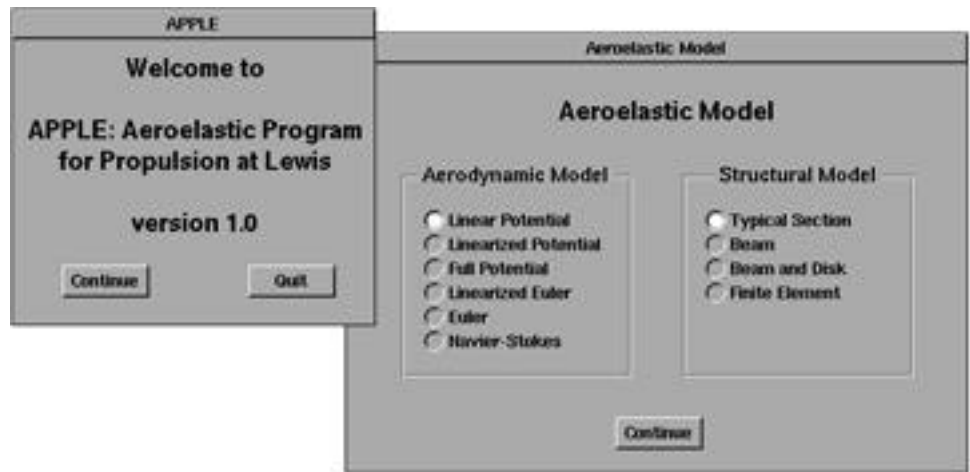 APPLE
Welcome to
APPLE: Aeroelastic Program
for Propulsion at Lewis
version 1.0
Continue
Quit
Aeroelastic Model
Aeroelastic Model
Aerodynamic Model
Linear Potential
Linearized Potential
Full Potential
Linearized Euler
Euler
Navier-Stokes
Structural Model
Typical Section
Beam
Beam and Disk
Finite Element
Continue